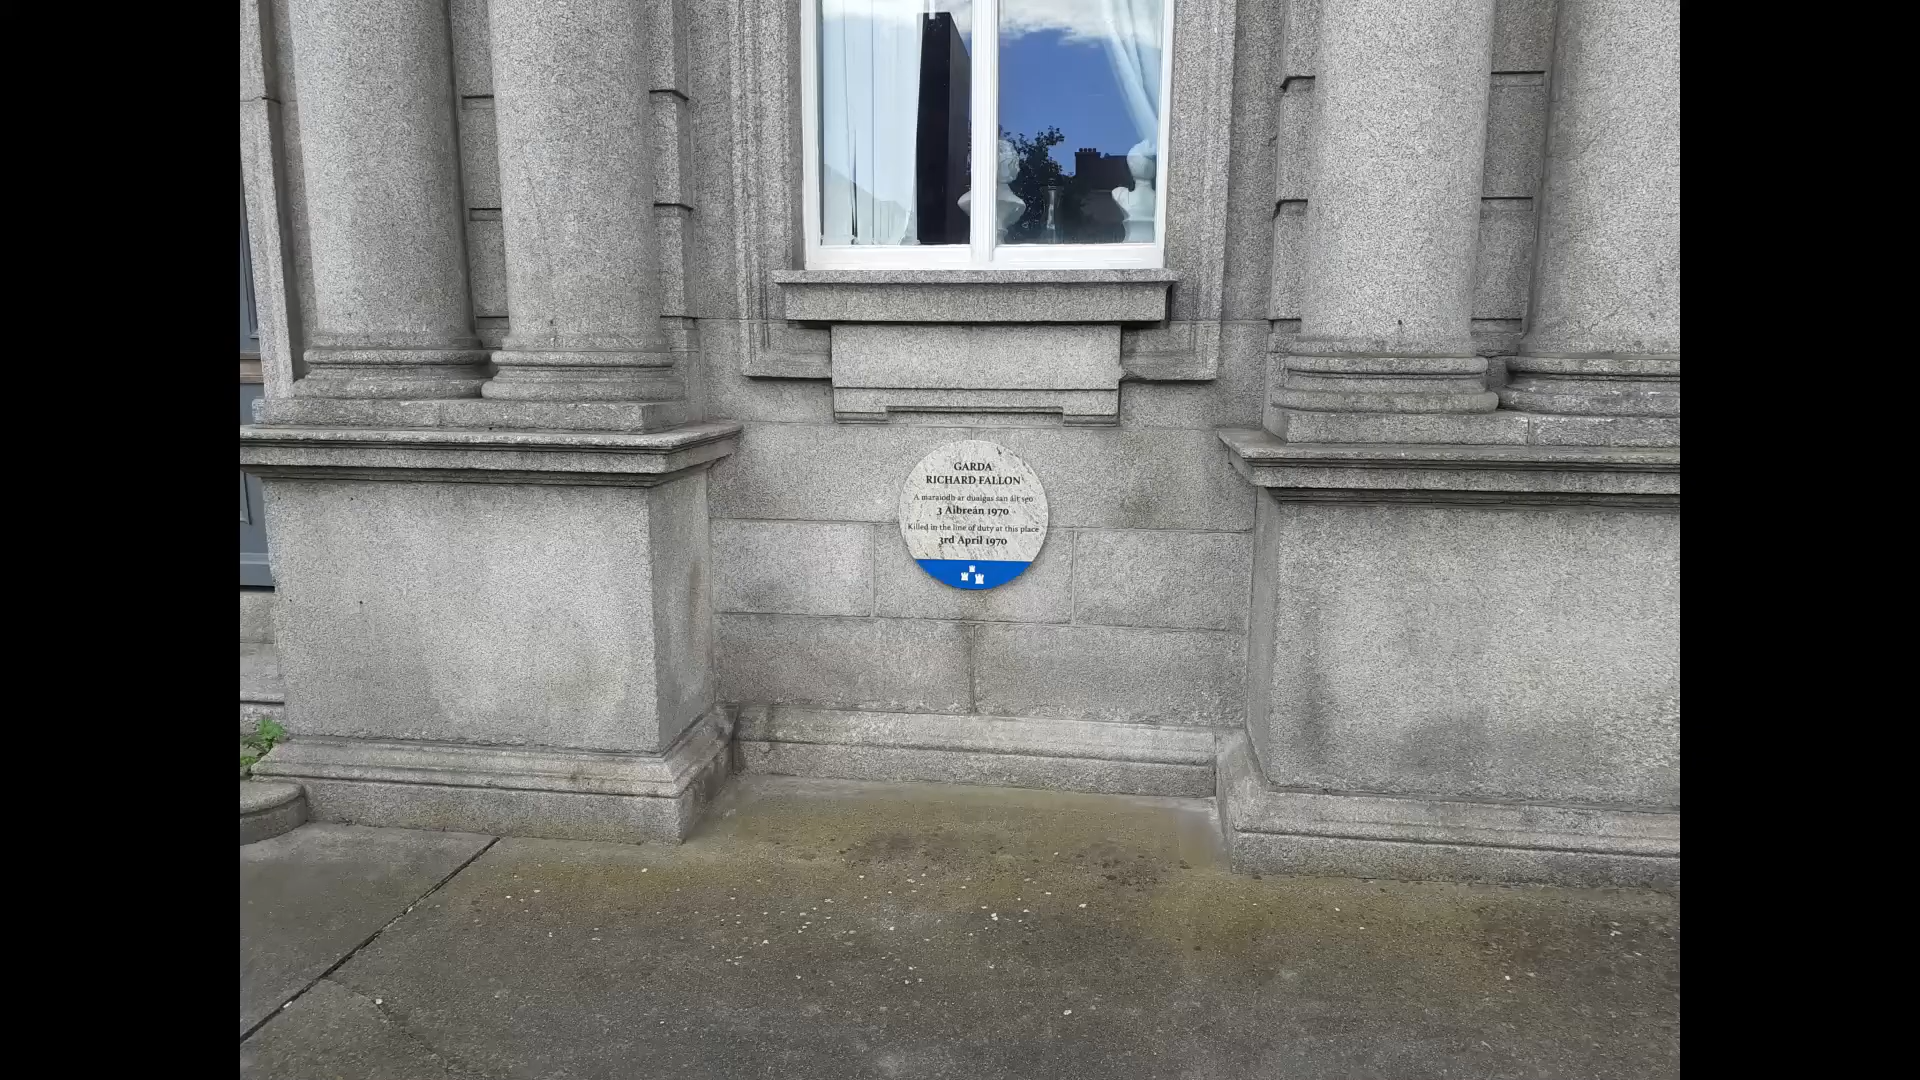 GARDA
RICHARD FALLON
A maraíodh ar dualgas san áit seo
3 Aibreán 1970
Killed in the line of duty at this place
3rd April 1970